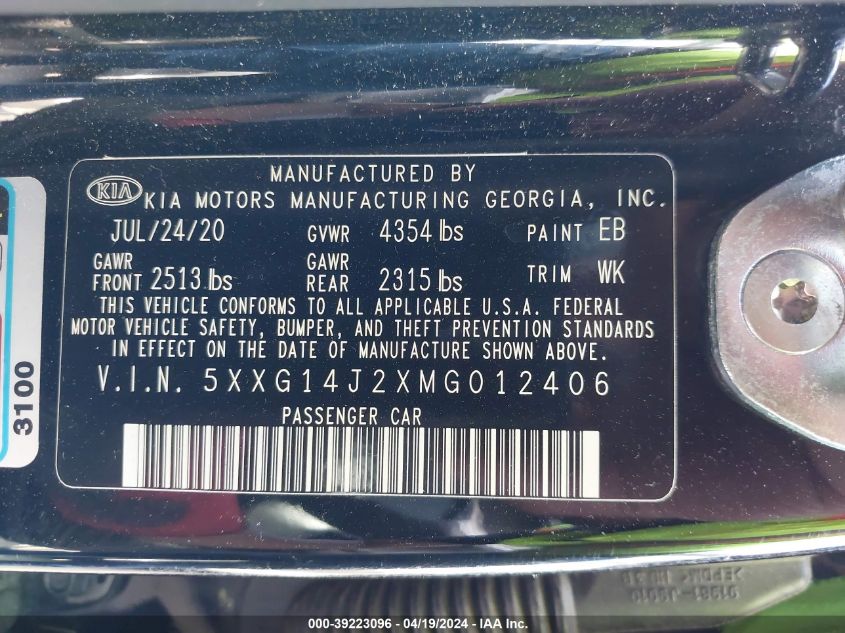 MANUFACTURED BY
KIA KIA MOTORS MANUFACTURING GEORGIA, INC.
JUL/24/20 GVWR 4354 lbs PAINT EB
GAWR FRONT 2513 lbs GAWR REAR 2315 lbs TRIM WK
THIS VEHICLE CONFORMS TO ALL APPLICABLE U.S.A. FEDERAL
MOTOR VEHICLE SAFETY, BUMPER, AND THEFT PREVENTION STANDARDS
IN EFFECT ON THE DATE OF MANUFACTURE SHOWN ABOVE.
V.I.N. 5XXG14J2XMG012406
PASSENGER CAR
3100
000-39223096 - 04/19/2024 - IAA Inc.